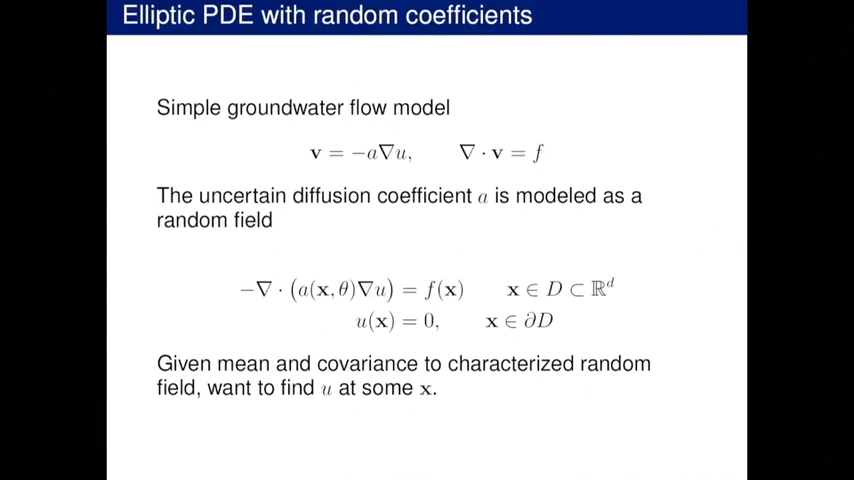 Elliptic PDE with random coefficients
Simple groundwater flow model
v = −a∇u, ∇ · v = f
The uncertain diffusion coefficient a is modeled as a
random field
−∇ · (a(x, θ)∇u) = f(x) x ∈ D ⊂ ℝᵈ
u(x) = 0, x ∈ ∂D
Given mean and covariance to characterized random
field, want to find u at some x.